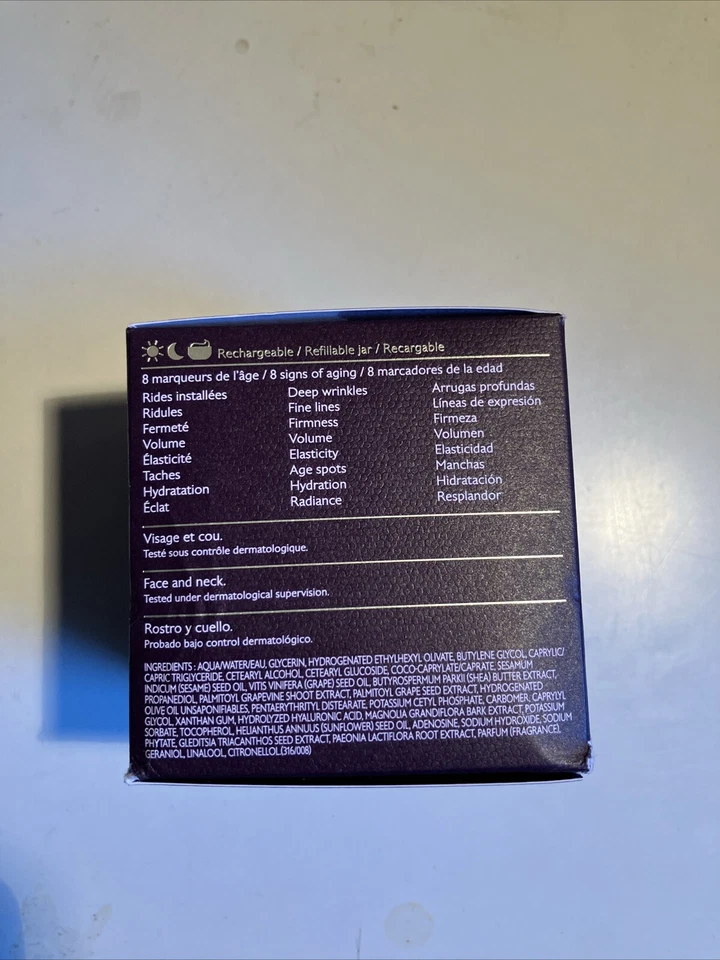 Rechargeable / Refillable jar / Recargable
8 marqueurs de l'âge / 8 signs of aging / 8 marcadores de la edad
Rides installées
Ridules
Fermeté
Volume
Élasticité
Taches
Hydratation
Éclat
Deep wrinkles
Fine lines
Firmness
Volume
Elasticity
Age spots
Hydration
Radiance
Arrugas profundas
Líneas de expresión
Firmeza
Volumen
Elasticidad
Manchas
Hidratación
Resplandor
Visage et cou.
Testé sous contrôle dermatologique.
Face and neck.
Tested under dermatological supervision.
Rostro y cuello.
Probado bajo control dermatológico.
INGREDIENTS : AQUA/WATER/EAU, GLYCERIN, HYDROGENATED ETHYLHEXYL OLIVATE, BUTYLENE GLYCOL, CAPRYLIC/
CAPRIC TRIGLYCERIDE, CETEARYL ALCOHOL, CETEARYL GLUCOSIDE, COCO-CAPRYLATE/CAPRATE, SESAMUM
INDICUM (SESAME) SEED OIL, VITIS VINIFERA (GRAPE) SEED OIL, BUTYROSPERMUM PARKII (SHEA) BUTTER EXTRACT,
PROPANEDIOL, PALMITOYL GRAPEVINE SHOOT EXTRACT, PALMITOYL GRAPE SEED EXTRACT, HYDROGENATED
OLIVE OIL UNSAPONIFIABLES, PENTAERYTHRITYL DISTEARATE, POTASSIUM CETYL PHOSPHATE, CARBOMER, CAPRYLYL
GLYCOL, XANTHAN GUM, HYDROLYZED HYALURONIC ACID, MAGNOLIA GRANDIFLORA BARK EXTRACT, POTASSIUM
SORBATE, TOCOPHEROL, HELIANTHUS ANNUUS (SUNFLOWER) SEED OIL, ADENOSINE, SODIUM HYDROXIDE, SODIUM
PHYTATE, GLEDITSIA TRIACANTHOS SEED EXTRACT, PAEONIA LACTIFLORA ROOT EXTRACT, PARFUM (FRAGRANCE),
GERANIOL, LINALOOL, CITRONELLOL.(316/008)